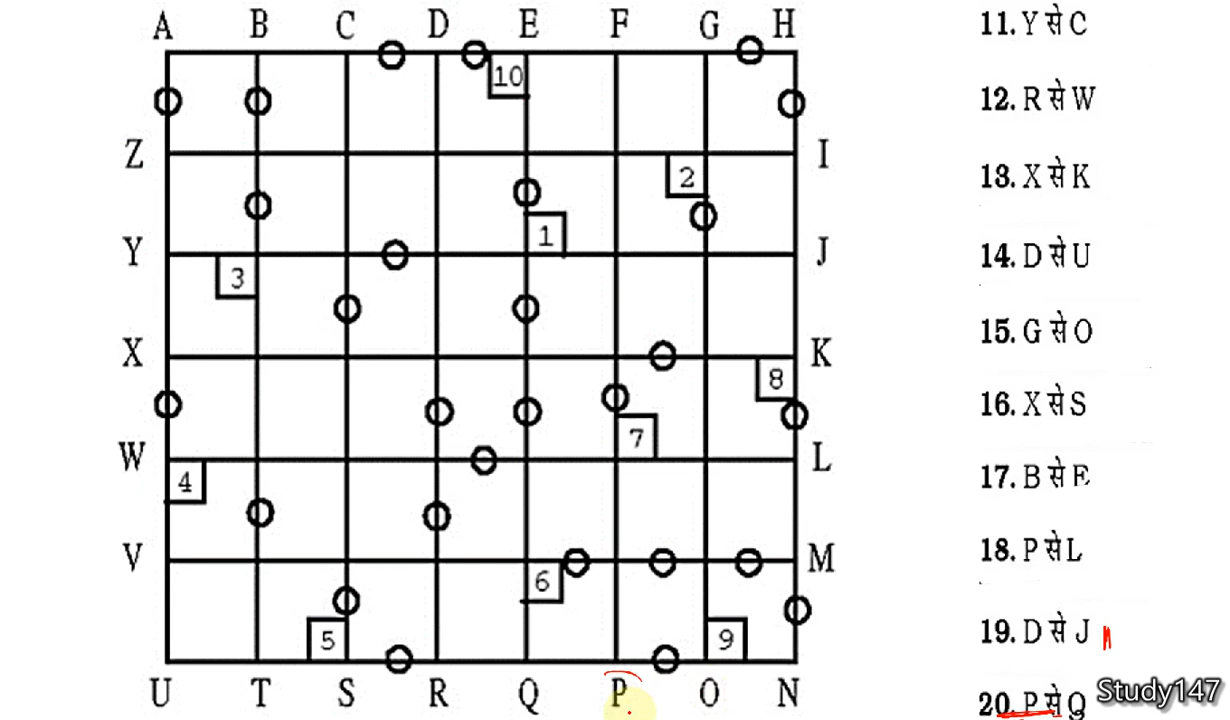 A B C D E F G H
10
Z I
2
1
Y J
3
X K
8
7
W L
4
V M
6
5 9
U T S R Q P O N
11. Y से C
12. R से W
13. X से K
14. D से U
15. G से O
16. X से S
17. B से E
18. P से L
19. D से J
20. P से Q
Study147